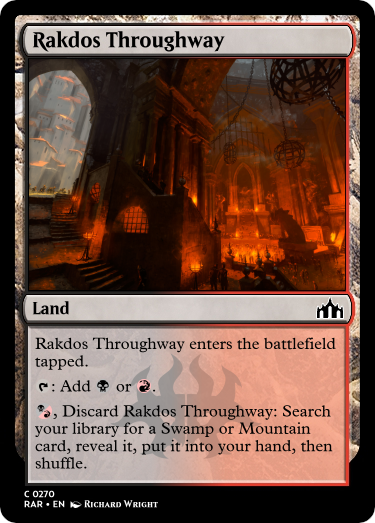 Rakdos Throughway
Land
Rakdos Throughway enters the battlefield
tapped.
: Add or .
, Discard Rakdos Throughway: Search
your library for a Swamp or Mountain
card, reveal it, put it into your hand, then
shuffle.
C 0270
RAR • EN Richard Wright